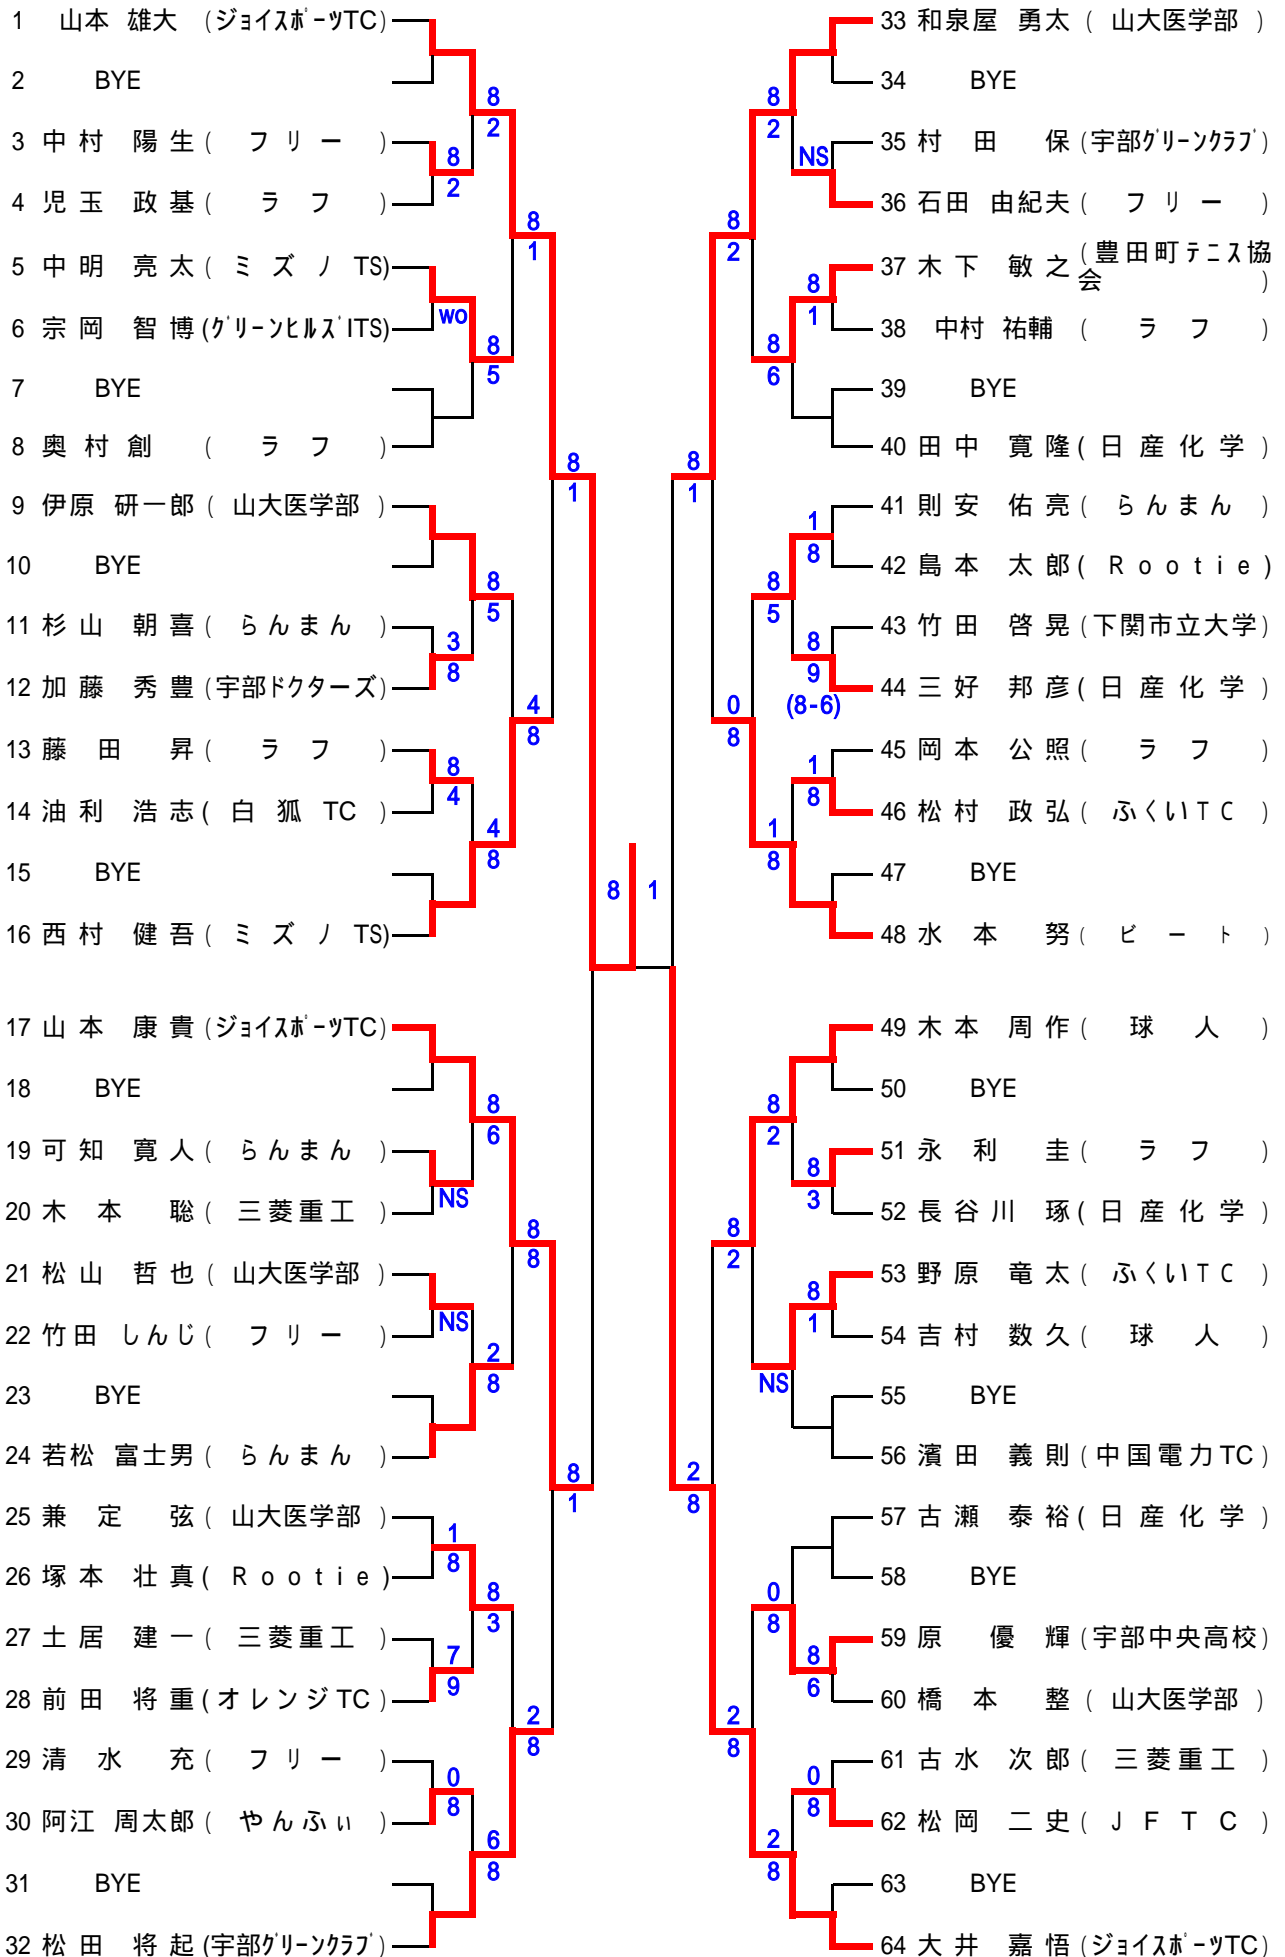 1 山本 雄大 (ジョイスポーツTC)
2 BYE
8
2
3 中村 陽生 ( フリー )
8
2
4 児玉 政基 ( ラフ )
8
1
5 中明 亮太 ( ミズノ TS)
WO
6 宗岡 智博 (グリーンヒルズITS)
8
5
7 BYE
8 奥村創 ( ラフ )
8
1
9 伊原 研一郎 ( 山大医学部 )
10 BYE
8
5
11 杉山 朝喜 ( らんまん )
3
8
12 加藤 秀豊 (宇部ドクターズ)
4
8
13 藤田 昇 ( ラフ )
8
4
14 油利 浩志 ( 白狐 TC )
4
8
15 BYE
16 西村 健吾 ( ミズノ TS)
8 1
17 山本 康貴 (ジョイスポーツTC)
18 BYE
8
6
19 可知 寛人 ( らんまん )
NS
20 木本 聡 ( 三菱重工 )
8
8
21 松山 哲也 ( 山大医学部 )
NS
22 竹田 しんじ ( フリー )
2
8
23 BYE
24 若松 富士男 ( らんまん )
8
1
25 兼定 弦 ( 山大医学部 )
1
8
26 塚本 壮真 ( Rootie )
8
3
27 土居 建一 ( 三菱重工 )
7
9
28 前田 将重 (オレンジTC)
2
8
29 清水 充 ( フリー )
0
8
30 阿江 周太郎 ( やんふぃ )
6
8
31 BYE
32 松田 将起 (宇部グリーンクラブ)
33 和泉屋 勇太 ( 山大医学部 )
34 BYE
8
2
35 村田 保 (宇部グリーンクラブ)
NS
36 石田 由紀夫 ( フリー )
8
2
37 木下 敏之 (豊田町テニス協会 )
8
1
38 中村 祐輔 ( ラフ )
8
6
39 BYE
40 田中 寛隆 ( 日産化学 )
8
1
41 則安 佑亮 ( らんまん )
1
8
42 島本 太郎 ( Rootie )
8
5
43 竹田 啓晃 (下関市立大学)
8
9
(8-6)
44 三好 邦彦 ( 日産化学 )
0
8
45 岡本 公照 ( ラフ )
1
8
46 松村 政弘 ( ふくいTC )
1
8
47 BYE
48 水本 努 ( ビート )
49 木本 周作 ( 球人 )
50 BYE
8
2
51 永利 圭 ( ラフ )
8
3
52 長谷川 琢 ( 日産化学 )
8
2
53 野原 竜太 ( ふくいTC )
8
1
54 吉村 数久 ( 球人 )
NS
55 BYE
56 濱田 義則 (中国電力TC)
2
8
57 古瀬 泰裕 ( 日産化学 )
58 BYE
0
8
59 原 優輝 (宇部中央高校)
8
6
60 橋本 整 ( 山大医学部 )
2
8
61 古水 次郎 ( 三菱重工 )
0
8
62 松岡 二史 ( JFTC )
2
8
63 BYE
64 大井 嘉悟 (ジョイスポーツTC)